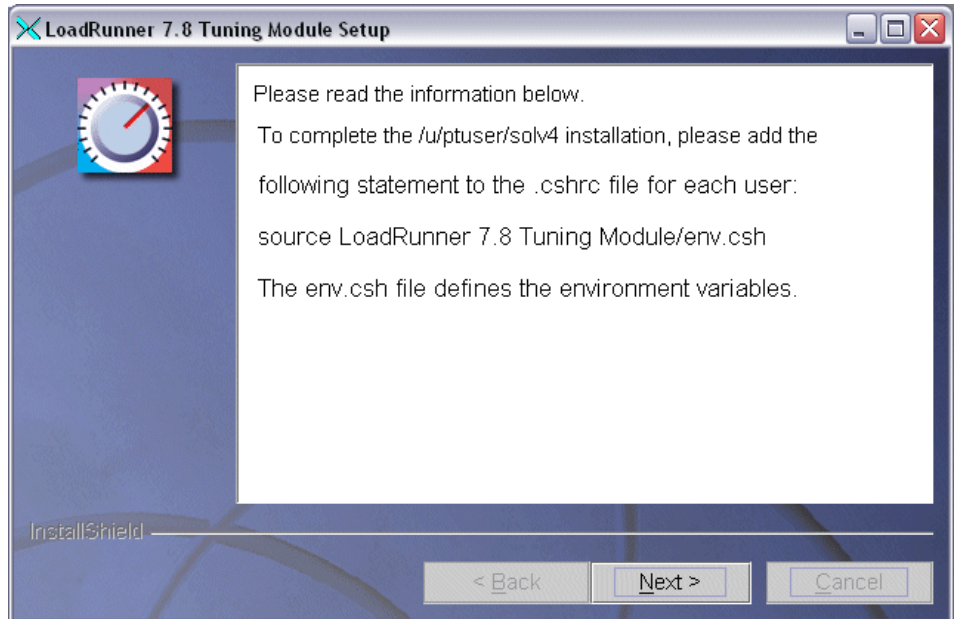 LoadRunner 7.8 Tuning Module Setup
Please read the information below.
To complete the /u/ptuser/solv4 installation, please add the
following statement to the .cshrc file for each user:
source LoadRunner 7.8 Tuning Module/env.csh
The env.csh file defines the environment variables.
InstallShield
< Back Next > Cancel